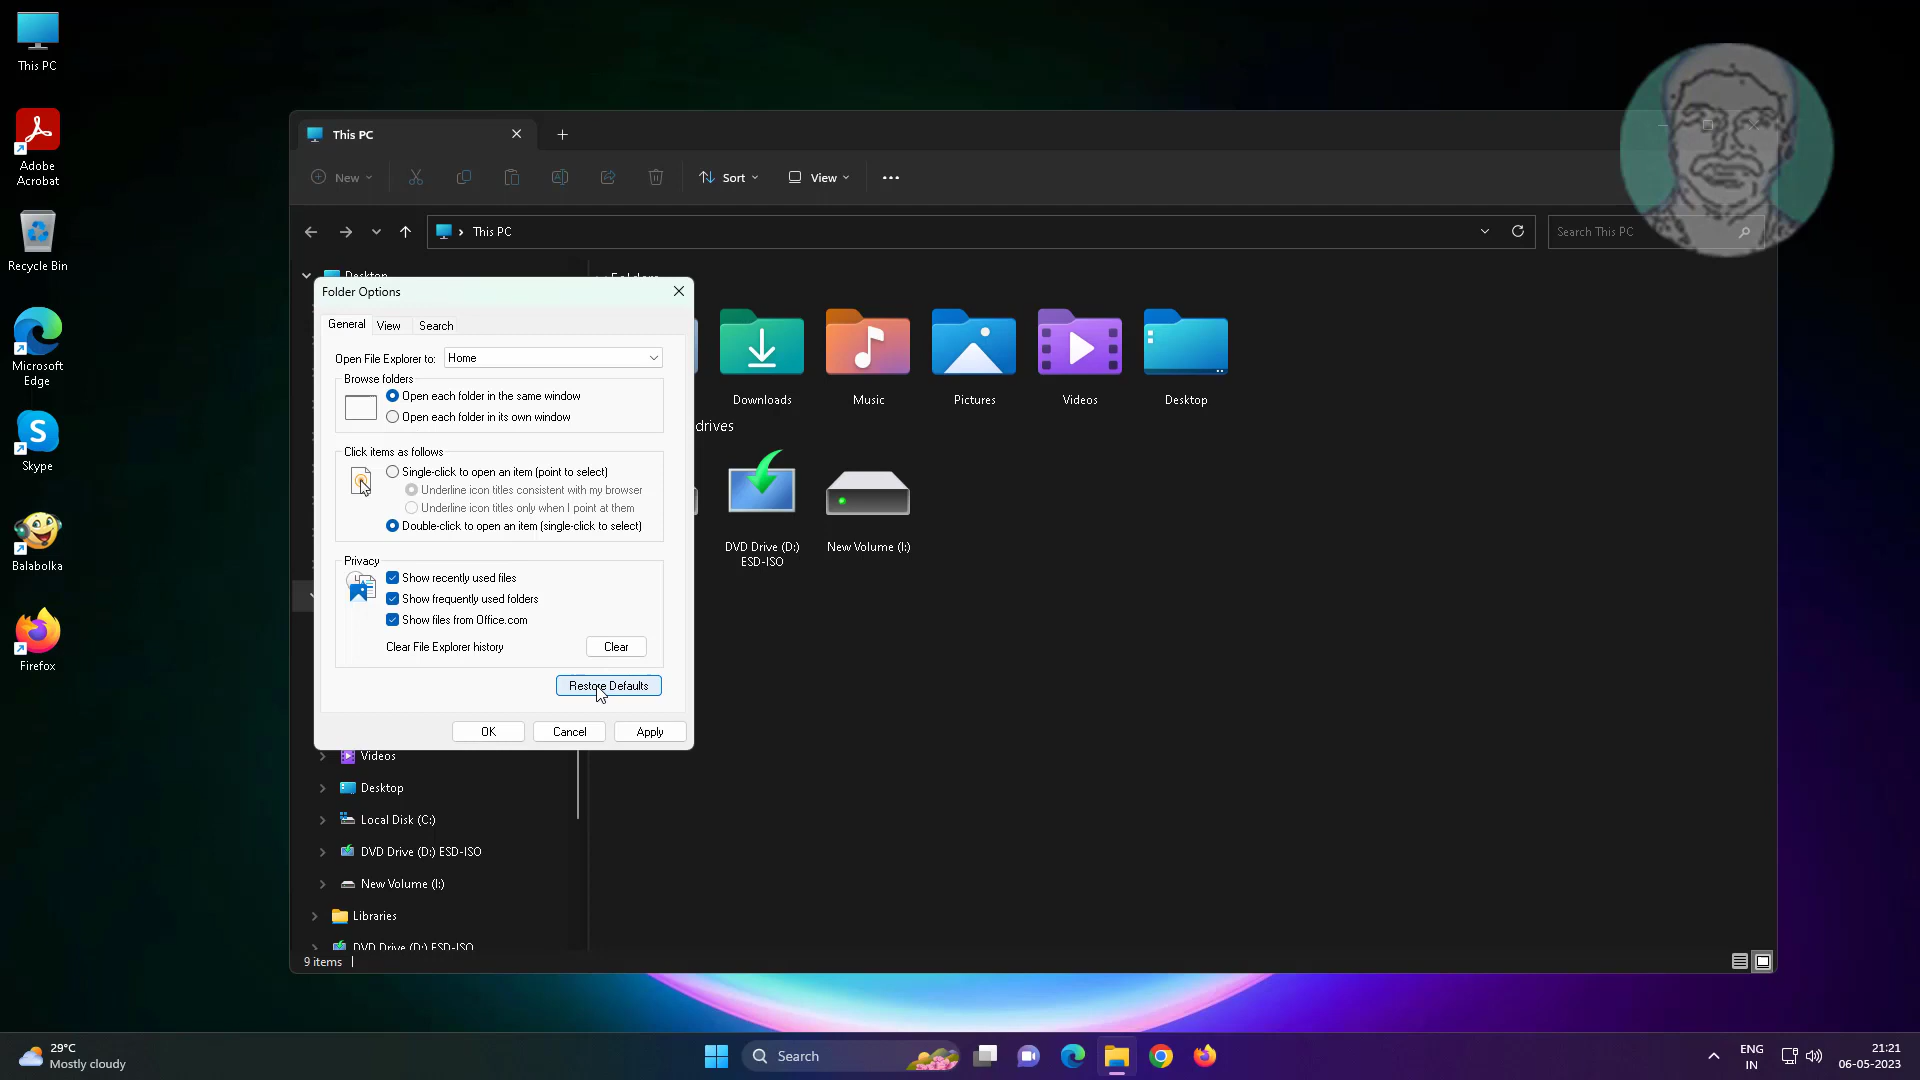 This PC
Adobe
Acrobat
Recycle Bin
Microsoft
Edge
Skype
Balabolka
Firefox
This PC
New
Sort
View
This PC
Search This PC
Desktop
Folders
Folder Options
General
View
Search
Open File Explorer to:
Home
Browse folders
Open each folder in the same window
Open each folder in its own window
Click items as follows
Single-click to open an item (point to select)
Underline icon titles consistent with my browser
Underline icon titles only when I point at them
Double-click to open an item (single-click to select)
Privacy
Show recently used files
Show frequently used folders
Show files from Office.com
Clear File Explorer history
Clear
Restore Defaults
OK
Cancel
Apply
Downloads
Music
Pictures
Videos
Desktop
drives
DVD Drive (D:)
ESD-ISO
New Volume (I:)
Videos
Desktop
Local Disk (C:)
DVD Drive (D:) ESD-ISO
New Volume (I:)
Libraries
DVD Drive (D:) ESD-ISO
9 items
29°C
Mostly cloudy
Search
ENG
IN
21:21
06-05-2023